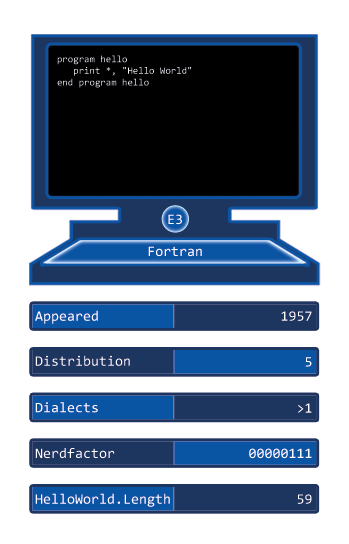 program hello
   print *, "Hello World"
end program hello
E3
Fortran
Appeared 1957
Distribution 5
Dialects >1
Nerdfactor 00000111
HelloWorld.Length 59